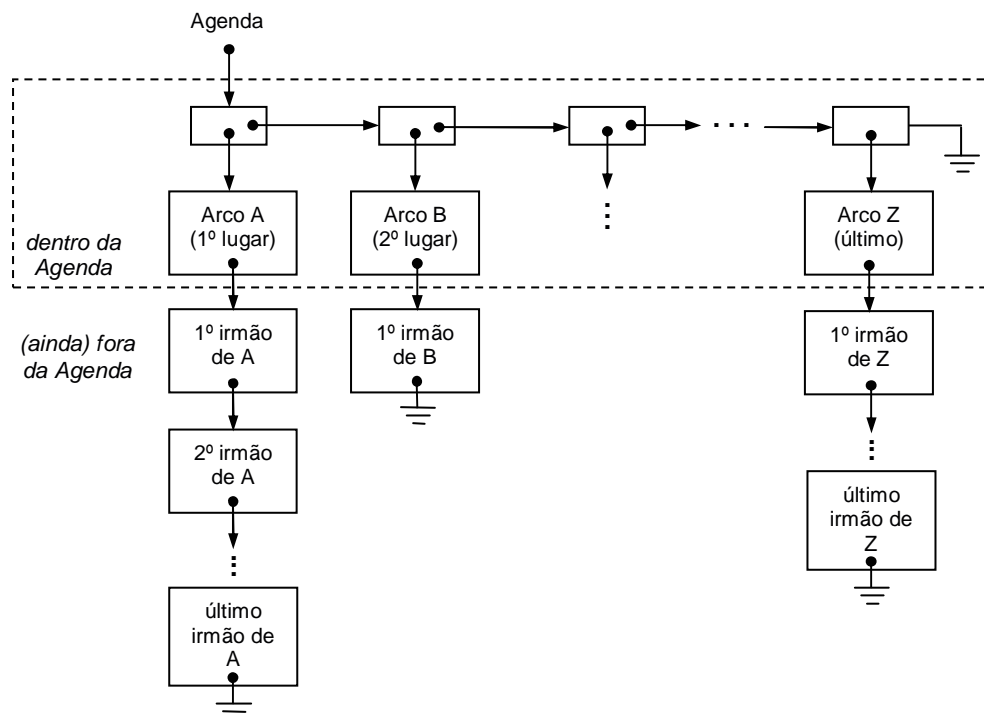 Agenda
. . .
Arco A
(1º lugar)
Arco B
(2º lugar)
Arco Z
(último)
dentro da
Agenda
(ainda) fora
da Agenda
1º irmão
de A
1º irmão
de B
1º irmão
de Z
2º irmão
de A
último
irmão de
Z
último
irmão de
A